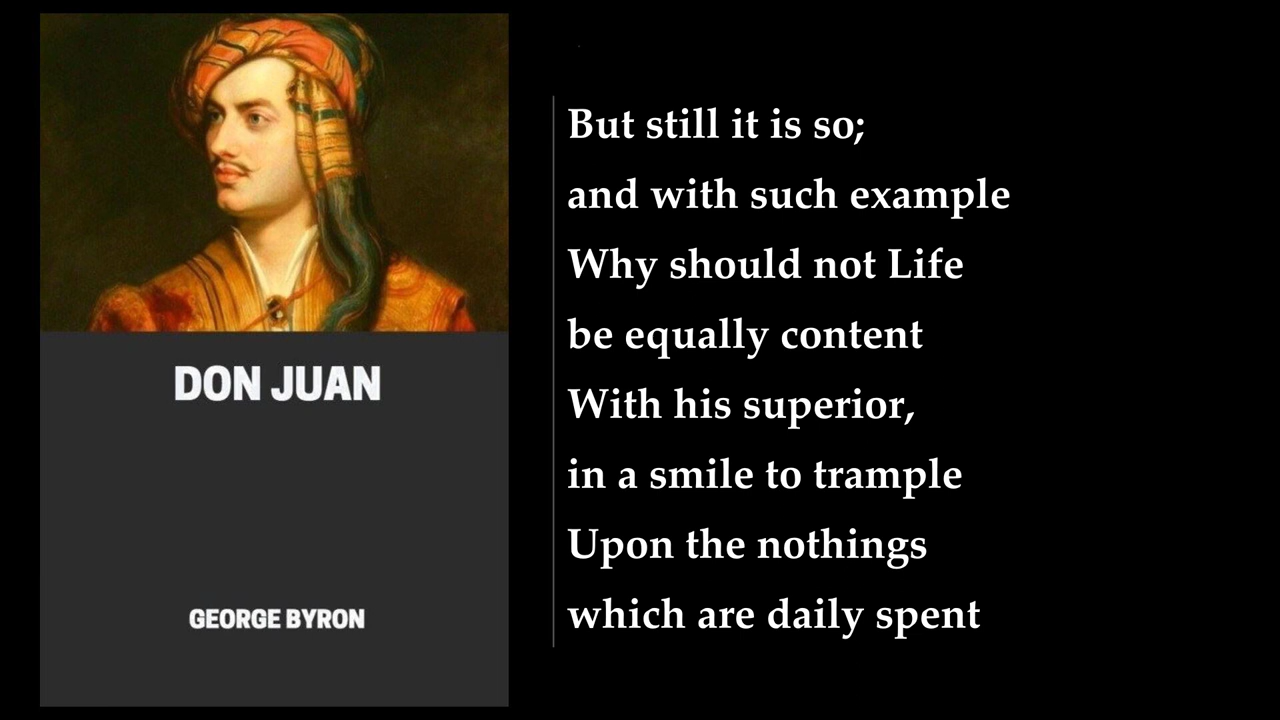 DON JUAN
GEORGE BYRON
But still it is so;
and with such example
Why should not Life
be equally content
With his superior,
in a smile to trample
Upon the nothings
which are daily spent